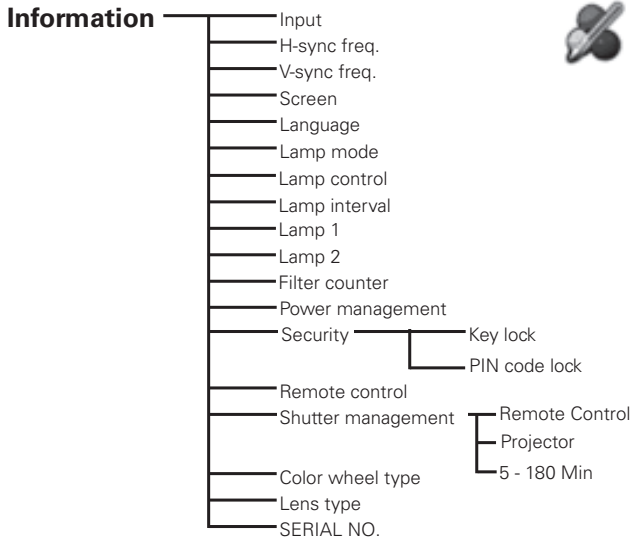 Information
Input
H-sync freq.
V-sync freq.
Screen
Language
Lamp mode
Lamp control
Lamp interval
Lamp 1
Lamp 2
Filter counter
Power management
Security
Key lock
PIN code lock
Remote control
Shutter management
Remote Control
Projector
5 - 180 Min
Color wheel type
Lens type
SERIAL NO.